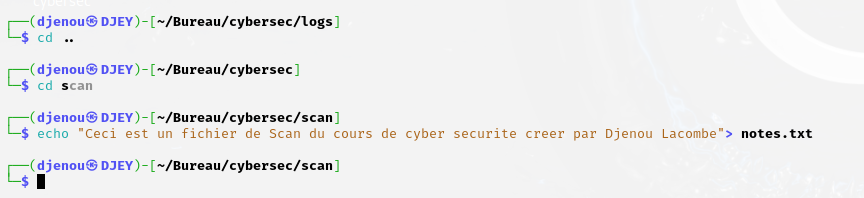 cybersec
┌──(djenou㉿DJEY)-[~/Bureau/cybersec/logs]
└─$ cd ..
┌──(djenou㉿DJEY)-[~/Bureau/cybersec]
└─$ cd scan
┌──(djenou㉿DJEY)-[~/Bureau/cybersec/scan]
└─$ echo "Ceci est un fichier de Scan du cours de cyber securite creer par Djenou Lacombe"> notes.txt
┌──(djenou㉿DJEY)-[~/Bureau/cybersec/scan]
└─$